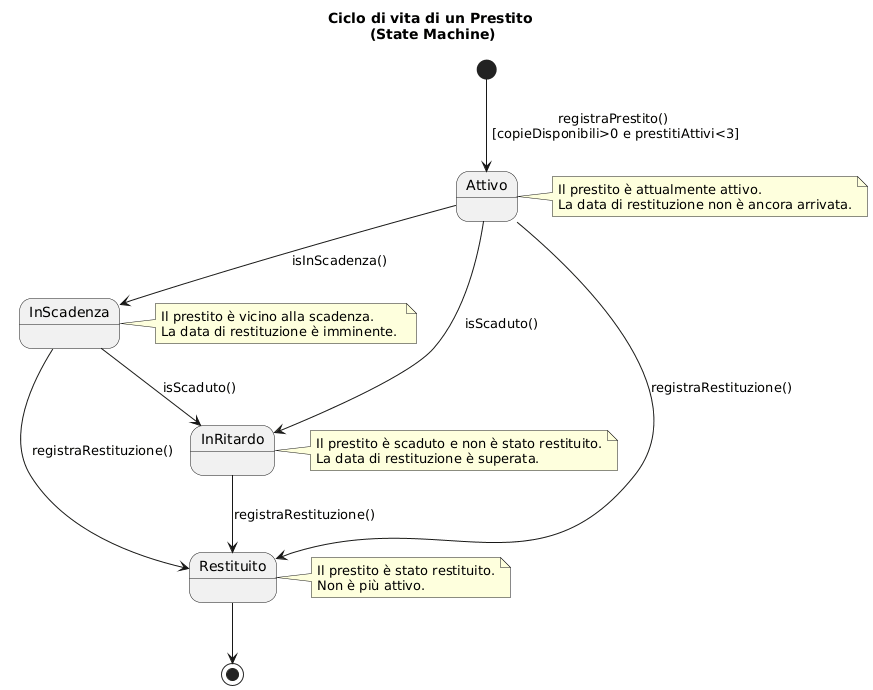 Ciclo di vita di un Prestito
(State Machine)
registraPrestito()
[copieDisponibili>0 e prestitiAttivi<3]
Attivo
Il prestito è attualmente attivo.
La data di restituzione non è ancora arrivata.
isInScadenza()
InScadenza
Il prestito è vicino alla scadenza.
La data di restituzione è imminente.
isScaduto()
isScaduto()
registraRestituzione()
InRitardo
Il prestito è scaduto e non è stato restituito.
La data di restituzione è superata.
registraRestituzione()
registraRestituzione()
Restituito
Il prestito è stato restituito.
Non è più attivo.